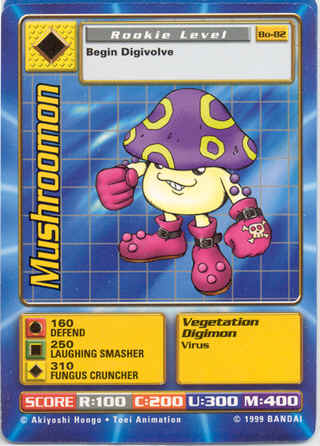 Rookie Level
Bo-82
Begin Digivolve
Mushroomon
160
DEFEND
250
LAUGHING SMASHER
310
FUNGUS CRUNCHER
Vegetation
Digimon
Virus
SCORE R:100 C:200 U:300 M:400
© Akiyoshi Hongo • Toei Animation © 1999 BANDAI